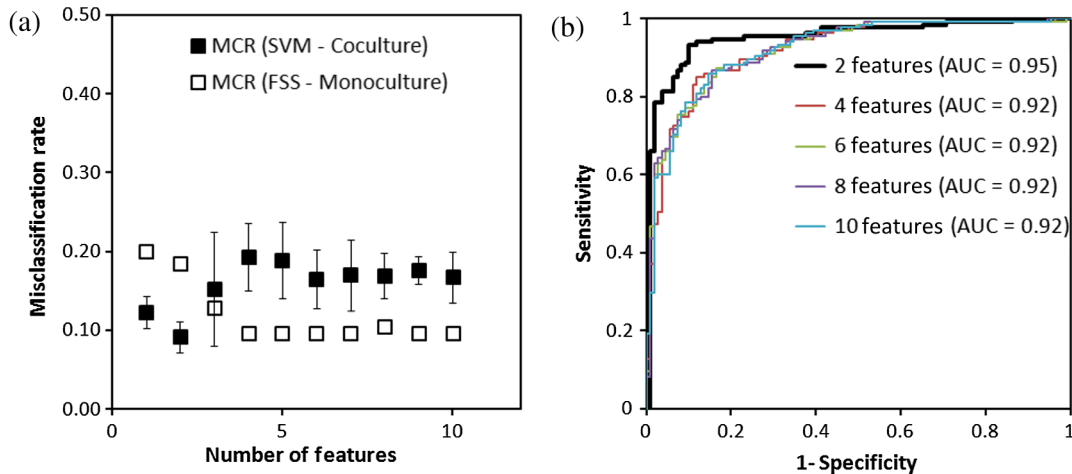 (a)
0.50
0.40
0.30
0.20
0.10
0.00
Misclassification rate
MCR (SVM - Coculture)
MCR (FSS - Monoculture)
0
5
10
Number of features
(b)
1
0.8
0.6
0.4
0.2
0
Sensitivity
2 features (AUC = 0.95)
4 features (AUC = 0.92)
6 features (AUC = 0.92)
8 features (AUC = 0.92)
10 features (AUC = 0.92)
0
0.2
0.4
0.6
0.8
1
1- Specificity